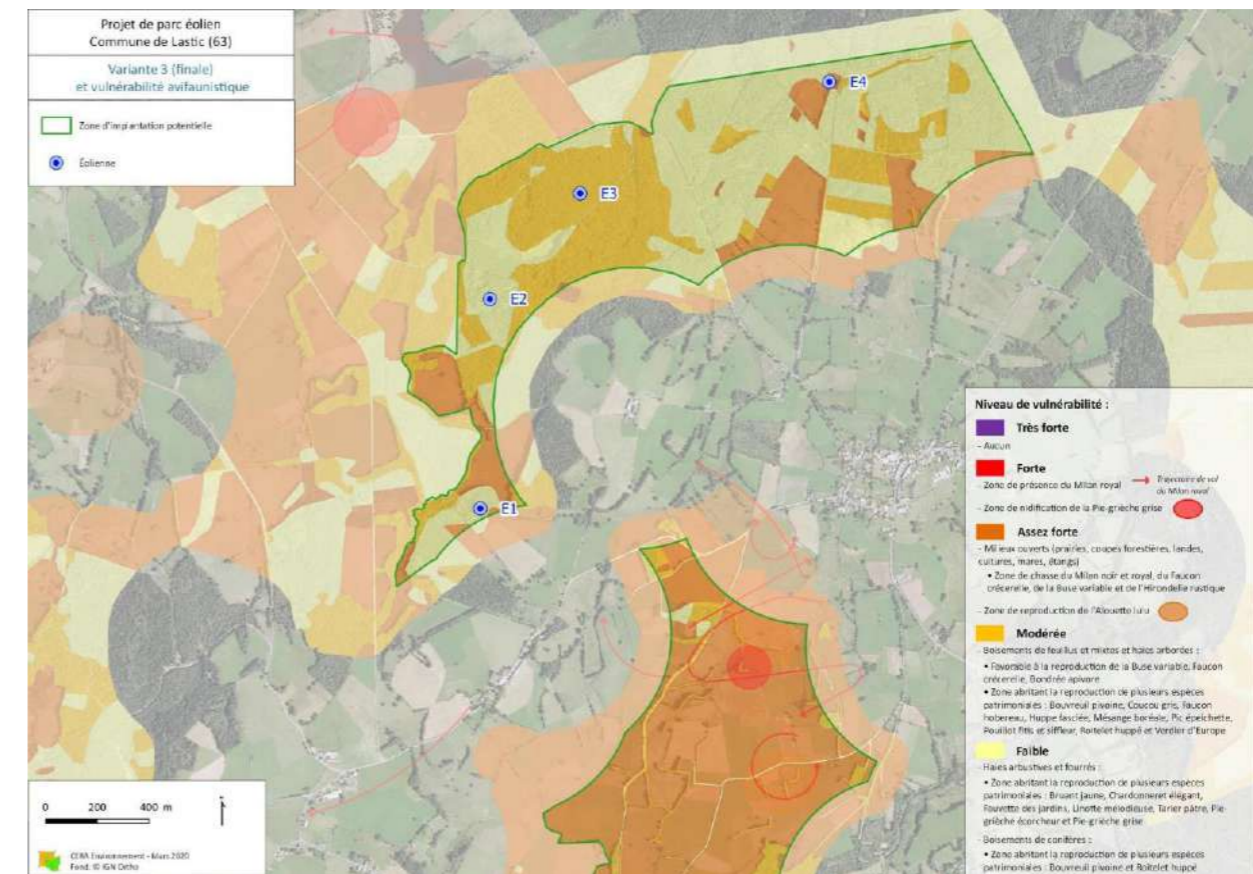 Projet de parc éolien
Commune de Lastic (63)
Variante 3 (finale)
et vulnérabilité avifaunistique
Zone d'implantation potentielle
Éolienne
E4
E3
E2
E1
Niveau de vulnérabilité :
Très forte
- Aucun
Forte
- Zone de présence du Milan royal
Trajectoire de vol
du Milan royal
- Zone de nidification de la Pie-grièche grise
Assez forte
- Milieux ouverts (prairies, coupes forestières, landes,
cultures, mares, étangs)
• Zone de chasse du Milan noir et royal, du Faucon
crécerelle, de la Buse variable et de l'Hirondelle rustique
- Zone de reproduction de l'Alouette lulu
Modérée
- Boisements de feuillus et mixtes et haies arborées :
• Favorable à la reproduction de la Buse variable, Faucon
crécerelle, Bondrée apivore
• Zone abritant la reproduction de plusieurs espèces
patrimoniales : Bouvreuil pivoine, Coucou gris, Faucon
hobereau, Huppe fasciée, Mésange boréale, Pic épeichette,
Pouillot fitis et siffleur, Roitelet huppé et Verdier d'Europe
Faible
- Haies arbustives et fourrés :
• Zone abritant la reproduction de plusieurs espèces
patrimoniales : Bruant jaune, Chardonneret élégant,
Fauvette des jardins, Linotte mélodieuse, Tarier pâtre, Pie-
grièche écorcheur et Pie-grièche grise
- Boisements de conifères :
• Zone abritant la reproduction de plusieurs espèces
patrimoniales : Bouvreuil pivoine et Roitelet huppé
0 200 400 m
CERA Environnement - Mars 2020
Fond: © IGN Ortho